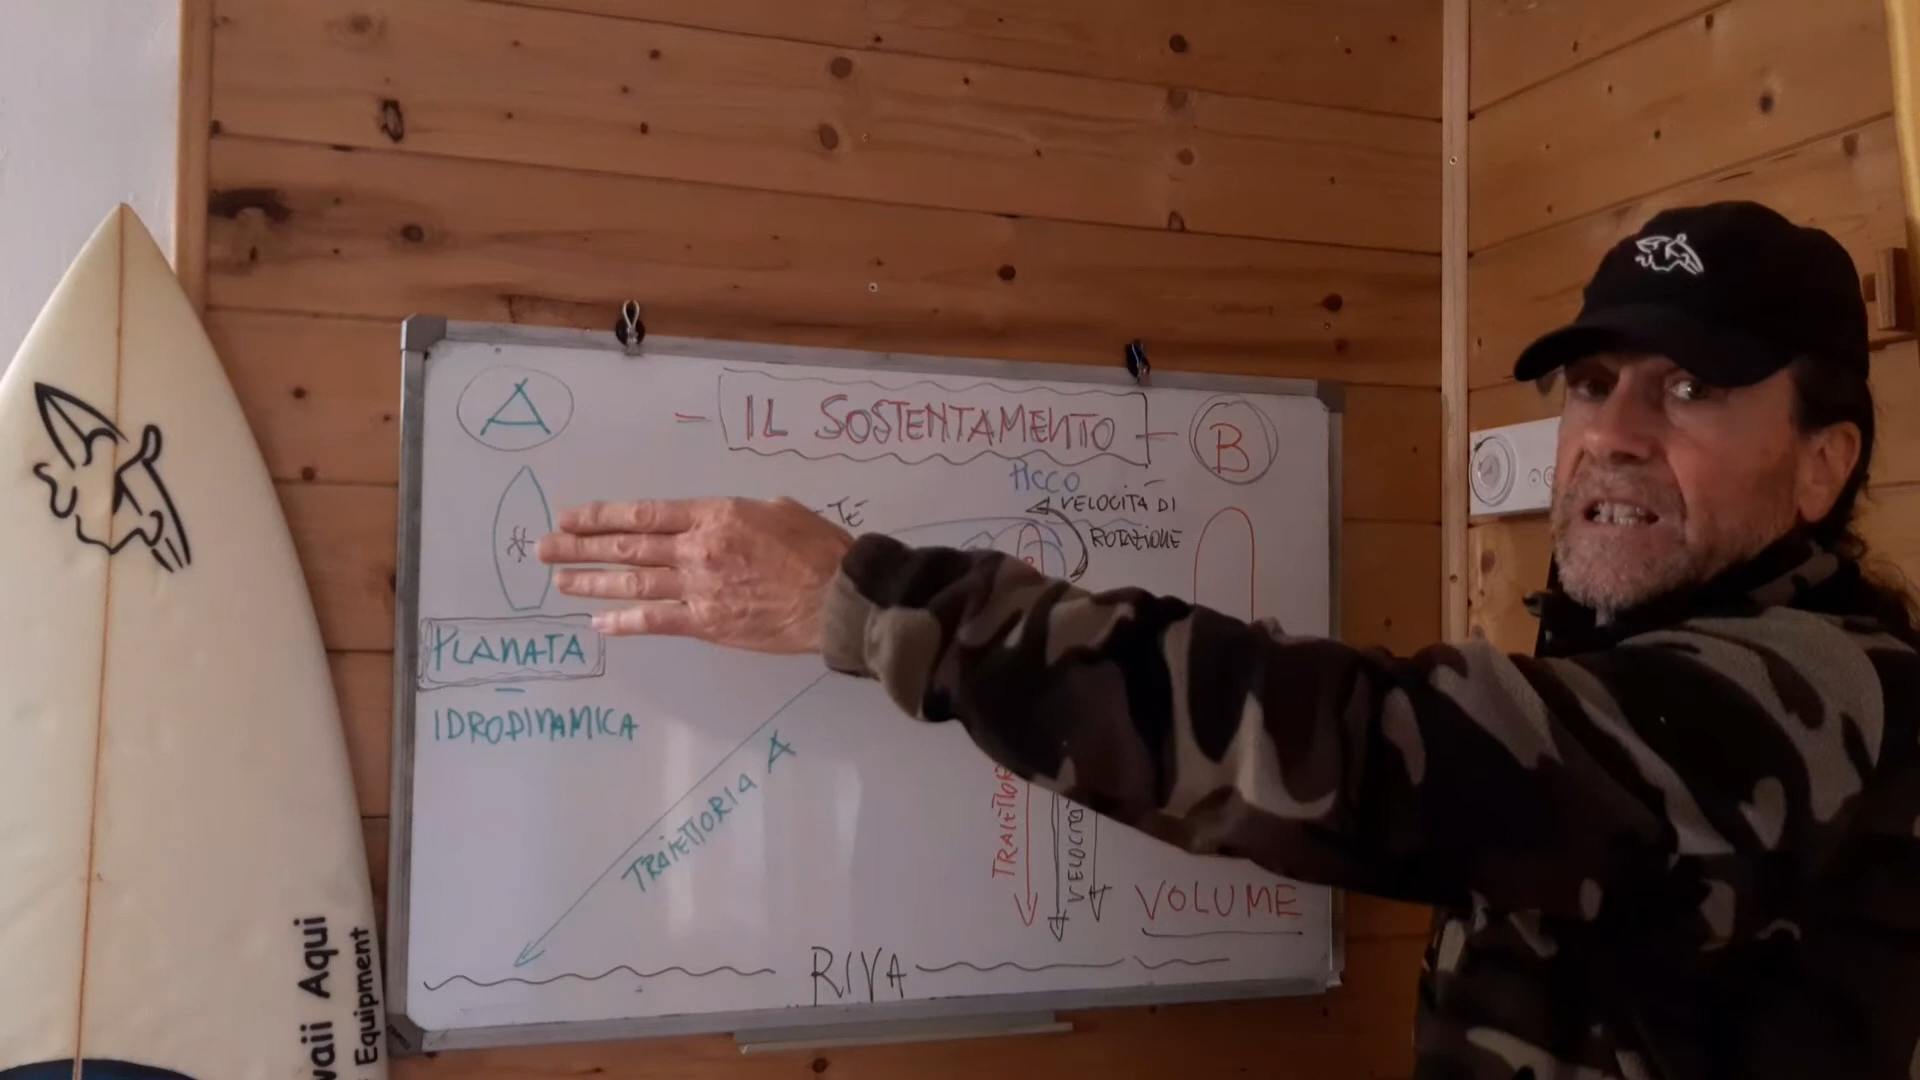 A
IL SOSTENTAMENTO
B
PICCO
VELOCITÀ DI
ROTAZIONE
PLANATA
IDRODINAMICA
TRAIETTORIA A
VOLUME
RIVA
Aqui
Equipment